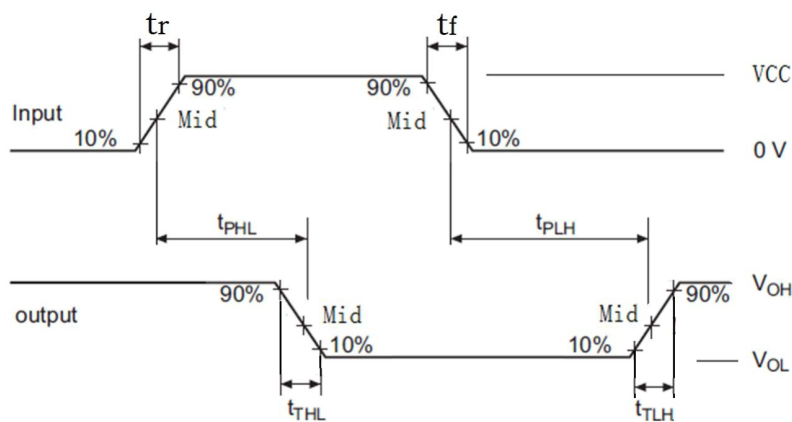 tr tf
90% 90% VCC
Input Mid Mid
10% 10% 0 V
tPHL tPLH
90% 90% VOH
output Mid Mid
10% 10% VOL
tTHL tTLH